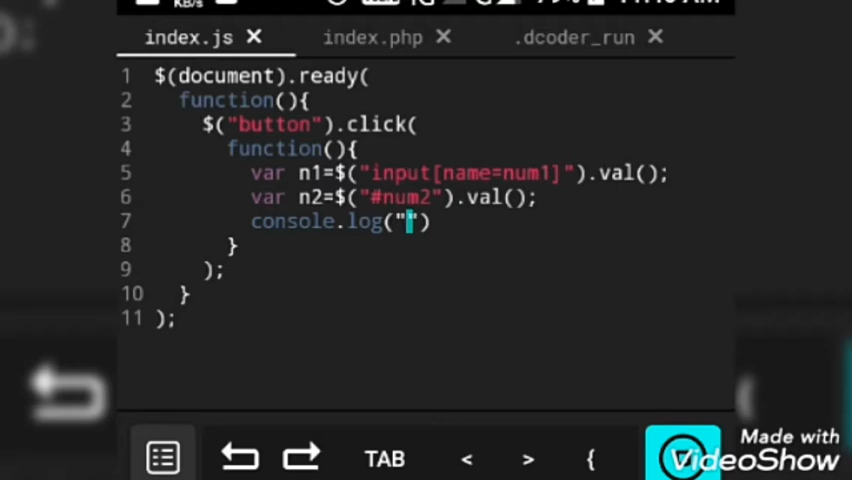 KB/s
index.js × index.php × .dcoder_run ×
1 $(document).ready(
2 function(){
3 $("button").click(
4 function(){
5 var n1=$("input[name=num1]").val();
6 var n2=$("#num2").val();
7 console.log("")
8 }
9 );
10 }
11 );
TAB < > {
Made with
VideoShow